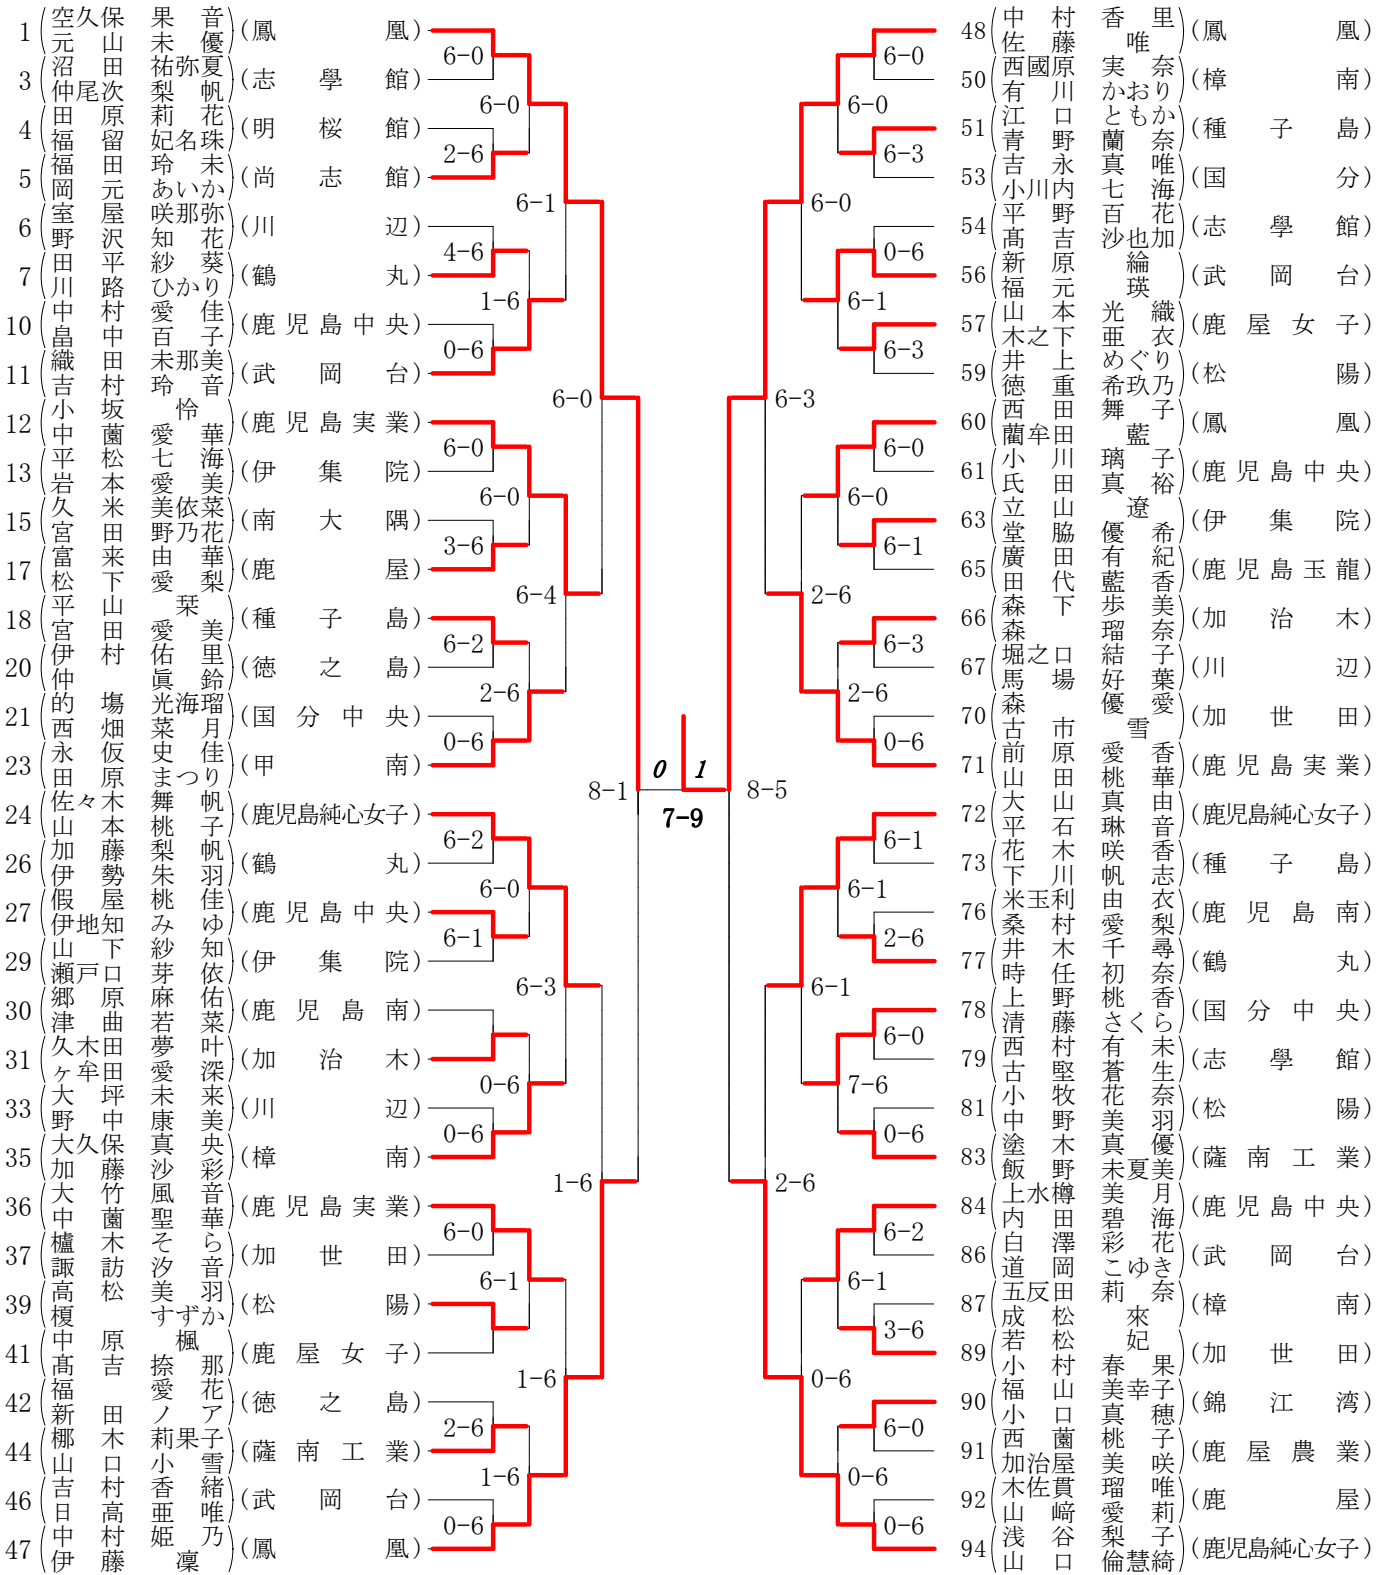 1 (空久保 果音 元山 未優) (鳳凰)
3 (沼田 祐弥夏 仲尾次 梨帆) (志學館)
4 (田原 莉花 福留 妃名珠) (明桜館)
5 (福田 玲未 岡元 あいか) (尚志館)
6 (室屋 咲那弥 野沢 知花) (川辺)
7 (田平 紗葵 川路 ひかり) (鶴丸)
10 (中村 愛佳 畠中 百子) (鹿児島中央)
11 (織田 未那美 吉村 玲音) (武岡台)
12 (小坂 怜 中薗 愛華) (鹿児島実業)
13 (平松 七海 岩本 愛美) (伊集院)
15 (久米 美依菜 宮田 野乃花) (南大隅)
17 (富来 由華 松下 愛梨) (鹿屋)
18 (平山 栞 宮田 愛美) (種子島)
20 (伊村 佑里 仲 眞鈴) (徳之島)
21 (的塲 光海瑠 西畑 菜月) (国分中央)
23 (永仮 史佳 田原 まつり) (甲南)
24 (佐々木 舞帆 山本 桃子) (鹿児島純心女子)
26 (加藤 梨帆 伊勢 朱羽) (鶴丸)
27 (假屋 桃佳 伊地知 みゆ) (鹿児島中央)
29 (山下 紗知 瀬戸口 芽依) (伊集院)
30 (郷原 麻佑 津曲 若菜) (鹿児島南)
31 (久木田 夢叶 ヶ牟田 愛深) (加治木)
33 (大坪 未来 野中 康美) (川辺)
35 (大久保 真央 加藤 沙彩) (樟南)
36 (大竹 風音 中薗 聖華) (鹿児島実業)
37 (櫨木 そら 諏訪 汐音) (加世田)
39 (高松 美羽 榎 すずか) (松陽)
41 (中原 楓 髙吉 捺那) (鹿屋女子)
42 (福 愛花 新田 ノア) (徳之島)
44 (梛木 莉果子 山口 小雪) (薩南工業)
46 (吉村 香緒 日高 亜唯) (武岡台)
47 (中村 姫乃 伊藤 凜) (鳳凰)
6-0
2-6
4-6
0-6
6-0
3-6
6-2
0-6
6-2
6-1
0-6
6-0
2-6
0-6
6-0
1-6
6-0
2-6
6-0
0-6
6-1
1-6
6-1
6-4
6-3
1-6
6-0
1-6
8-1
0 1
7-9
8-5
6-3
2-6
6-0
2-6
6-1
0-6
6-0
6-1
6-0
2-6
6-1
7-6
6-1
0-6
6-0
6-3
0-6
6-3
6-0
6-1
6-3
0-6
6-1
2-6
6-0
0-6
6-2
3-6
6-0
0-6
48 (中村 香里 佐藤 唯) (鳳凰)
50 (西國原 実奈 有川 かおり) (樟南)
51 (江口 ともか 青野 蘭奈) (種子島)
53 (吉永 真唯 小川内 七海) (国分)
54 (平野 百花 髙吉 沙也加) (志學館)
56 (新原 綸 福元 瑛) (武岡台)
57 (山本 光織 木之下 亜衣) (鹿屋女子)
59 (井上 めぐり 徳重 希玖乃) (松陽)
60 (西田 舞子 藺牟田 藍) (鳳凰)
61 (小川 璃子 氏田 真裕) (鹿児島中央)
63 (立山 遼 堂脇 優希) (伊集院)
65 (廣田 有紀 田代 藍香) (鹿児島玉龍)
66 (森下 歩美 森 瑠奈) (加治木)
67 (堀之口 結子 馬場 好葉) (川辺)
70 (森 優愛 古市 雪) (加世田)
71 (前原 愛香 山田 桃華) (鹿児島実業)
72 (大山 真由 平石 琳音) (鹿児島純心女子)
73 (花木 咲香 下川 帆志) (種子島)
76 (米玉利 由衣 桑村 愛梨) (鹿児島南)
77 (井木 千尋 時任 初奈) (鶴丸)
78 (上野 桃香 清藤 さくら) (国分中央)
79 (西村 有未 古堅 蒼生) (志學館)
81 (小牧 花奈 中野 美羽) (松陽)
83 (塗木 真優 飯野 未夏美) (薩南工業)
84 (上水樽 美月 内田 碧海) (鹿児島中央)
86 (白澤 彩花 道岡 こゆき) (武岡台)
87 (五反田 莉奈 成松 來) (樟南)
89 (若松 妃 小村 春果) (加世田)
90 (福山 美幸子 小口 真穂) (錦江湾)
91 (西薗 桃子 加治屋 美咲) (鹿屋農業)
92 (木佐貫 瑠唯 山﨑 愛莉) (鹿屋)
94 (浅谷 梨子 山口 倫慧綺) (鹿児島純心女子)